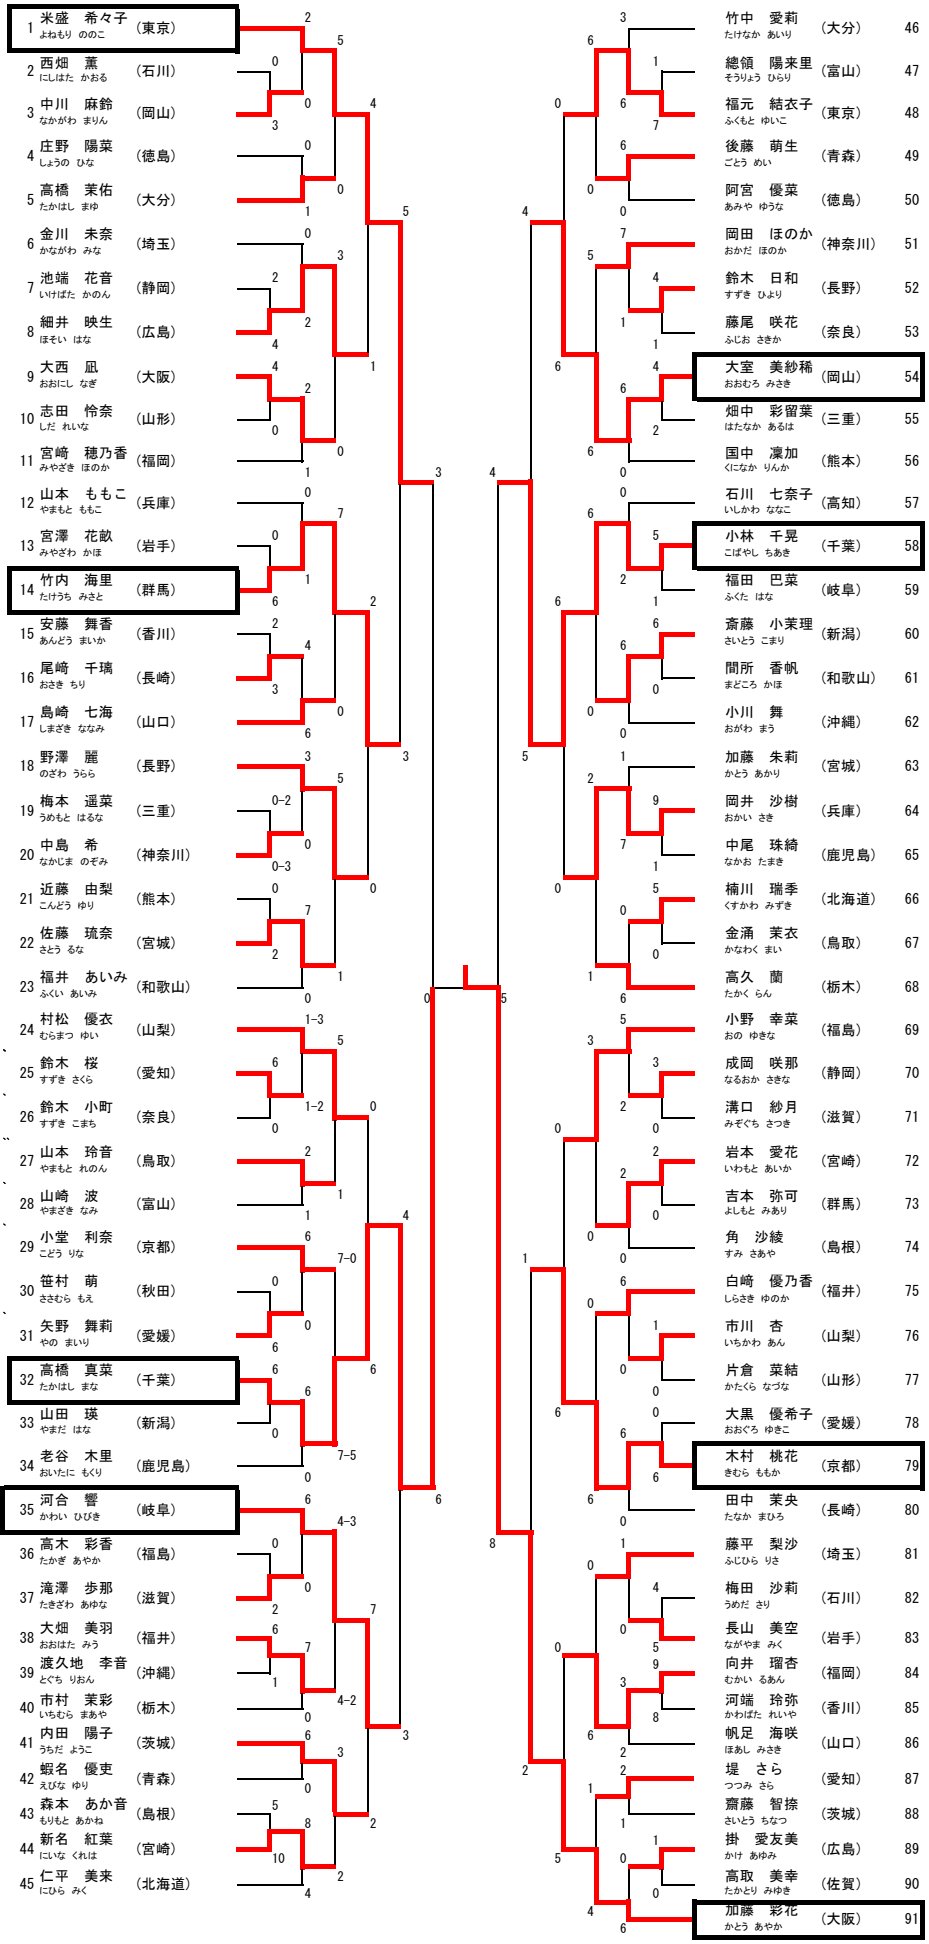 1 米盛 希々子 (東京)
よねもり ののこ
2 西畑 薫 (石川)
にしはた かおる
3 中川 麻鈴 (岡山)
なかがわ まりん
4 庄野 陽菜 (徳島)
しょうの ひな
5 高橋 茉佑 (大分)
たかはし まゆ
6 金川 未奈 (埼玉)
かながわ みな
7 池端 花音 (静岡)
いけばた かのん
8 細井 映生 (広島)
ほそい はな
9 大西 凪 (大阪)
おおにし なぎ
10 志田 怜奈 (山形)
しだ れいな
11 宮﨑 穂乃香 (福岡)
みやざき ほのか
12 山本 ももこ (兵庫)
やまもと ももこ
13 宮澤 花畝 (岩手)
みやざわ かほ
14 竹内 海里 (群馬)
たけうち みさと
15 安藤 舞香 (香川)
あんどう まいか
16 尾﨑 千璃 (長崎)
おさき ちり
17 島崎 七海 (山口)
しまざき ななみ
18 野澤 麗 (長野)
のざわ うらら
19 梅本 遥菜 (三重)
うめもと はるな
20 中島 希 (神奈川)
なかじま のぞみ
21 近藤 由梨 (熊本)
こんどう ゆり
22 佐藤 琉奈 (宮城)
さとう るな
23 福井 あいみ (和歌山)
ふくい あいみ
24 村松 優衣 (山梨)
むらまつ ゆい
25 鈴木 桜 (愛知)
すずき さくら
26 鈴木 小町 (奈良)
すずき こまち
27 山本 玲音 (鳥取)
やまもと れのん
28 山崎 波 (富山)
やまざき なみ
29 小堂 利奈 (京都)
こどう りな
30 笹村 萌 (秋田)
ささむら もえ
31 矢野 舞莉 (愛媛)
やの まいり
32 高橋 真菜 (千葉)
たかはし まな
33 山田 瑛 (新潟)
やまだ はな
34 老谷 木里 (鹿児島)
おいたに もくり
35 河合 響 (岐阜)
かわい ひびき
36 高木 彩香 (福島)
たかぎ あやか
37 滝澤 歩那 (滋賀)
たきざわ あゆな
38 大畑 美羽 (福井)
おおはた みう
39 渡久地 李音 (沖縄)
とぐち りおん
40 市村 茉彩 (栃木)
いちむら まあや
41 内田 陽子 (茨城)
うちだ ようこ
42 蝦名 優吏 (青森)
えびな ゆり
43 森本 あか音 (島根)
もりもと あかね
44 新名 紅葉 (宮崎)
にいな くれは
45 仁平 美来 (北海道)
にひら みく
竹中 愛莉 (大分) 46
たけなか あいり
總領 陽来里 (富山) 47
そうりょう ひらり
福元 結衣子 (東京) 48
ふくもと ゆいこ
後藤 萌生 (青森) 49
ごとう めい
阿宮 優菜 (徳島) 50
あみや ゆうな
岡田 ほのか (神奈川) 51
おかだ ほのか
鈴木 日和 (長野) 52
すずき ひより
藤尾 咲花 (奈良) 53
ふじお さきか
大室 美紗稀 (岡山) 54
おおむろ みさき
畑中 彩留葉 (三重) 55
はたなか あるは
国中 凜加 (熊本) 56
くになか りんか
石川 七奈子 (高知) 57
いしかわ ななこ
小林 千晃 (千葉) 58
こばやし ちあき
福田 巴菜 (岐阜) 59
ふくた はな
斎藤 小茉理 (新潟) 60
さいとう こまり
間所 香帆 (和歌山) 61
まどころ かほ
小川 舞 (沖縄) 62
おがわ まう
加藤 朱莉 (宮城) 63
かとう あかり
岡井 沙樹 (兵庫) 64
おかい さき
中尾 珠綺 (鹿児島) 65
なかお たまき
楠川 瑞季 (北海道) 66
くすかわ みずき
金涌 茉衣 (鳥取) 67
かなわく まい
高久 蘭 (栃木) 68
たかく らん
小野 幸菜 (福島) 69
おの ゆきな
成岡 咲那 (静岡) 70
なるおか さきな
溝口 紗月 (滋賀) 71
みぞぐち さつき
岩本 愛花 (宮崎) 72
いわもと あいか
吉本 弥可 (群馬) 73
よしもと みあり
角 沙綾 (島根) 74
すみ さあや
白﨑 優乃香 (福井) 75
しらさき ゆのか
市川 杏 (山梨) 76
いちかわ あん
片倉 菜結 (山形) 77
かたくら なづな
大黒 優希子 (愛媛) 78
おおぐろ ゆきこ
木村 桃花 (京都) 79
きむら ももか
田中 茉央 (長崎) 80
たなか まひろ
藤平 梨沙 (埼玉) 81
ふじひら りさ
梅田 沙莉 (石川) 82
うめだ さり
長山 美空 (岩手) 83
ながやま みく
向井 瑠杏 (福岡) 84
むかい るあん
河端 玲弥 (香川) 85
かわばた れいや
帆足 海咲 (山口) 86
ほあし みさき
堤 さら (愛知) 87
つつみ さら
齋藤 智捺 (茨城) 88
さいとう ちなつ
掛 愛友美 (広島) 89
かけ あゆみ
高取 美幸 (佐賀) 90
たかとり みゆき
加藤 彩花 (大阪) 91
かとう あやか